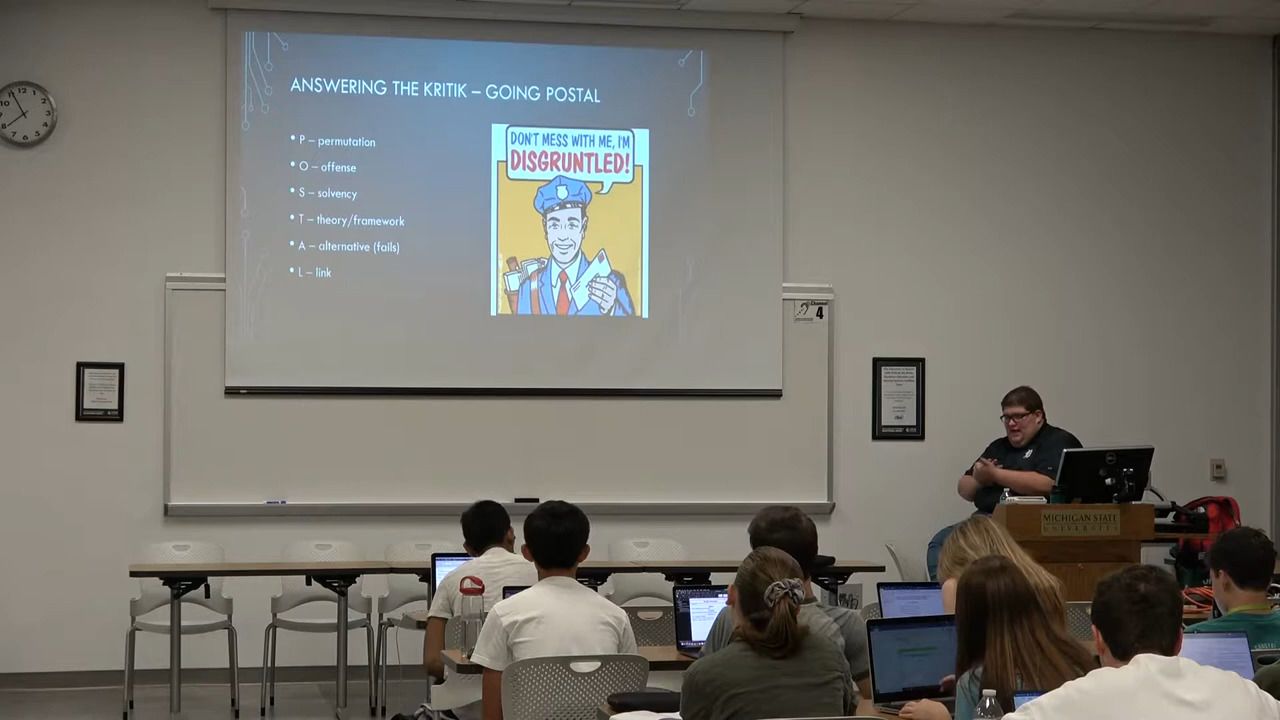 ANSWERING THE KRITIK – GOING POSTAL
• P – permutation
• O – offense
• S – solvency
• T – theory/framework
• A – alternative (fails)
• L – link
DON'T MESS WITH ME, I'M
DISGRUNTLED!
Channel
4
MICHIGAN STATE
UNIVERSITY